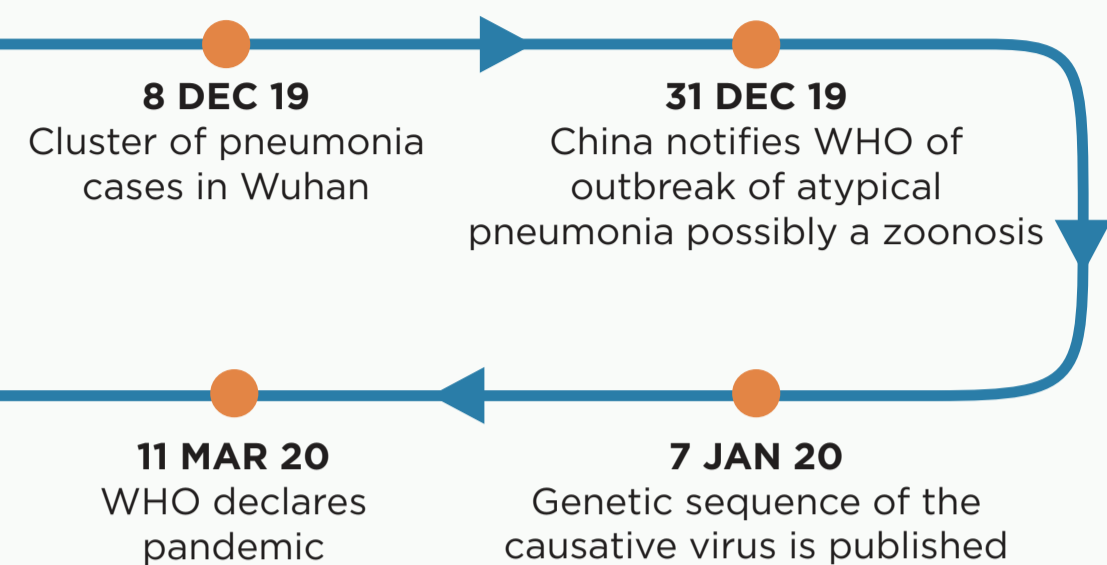 8 DEC 19
Cluster of pneumonia
cases in Wuhan
31 DEC 19
China notifies WHO of
outbreak of atypical
pneumonia possibly a zoonosis
7 JAN 20
Genetic sequence of the
causative virus is published
11 MAR 20
WHO declares
pandemic